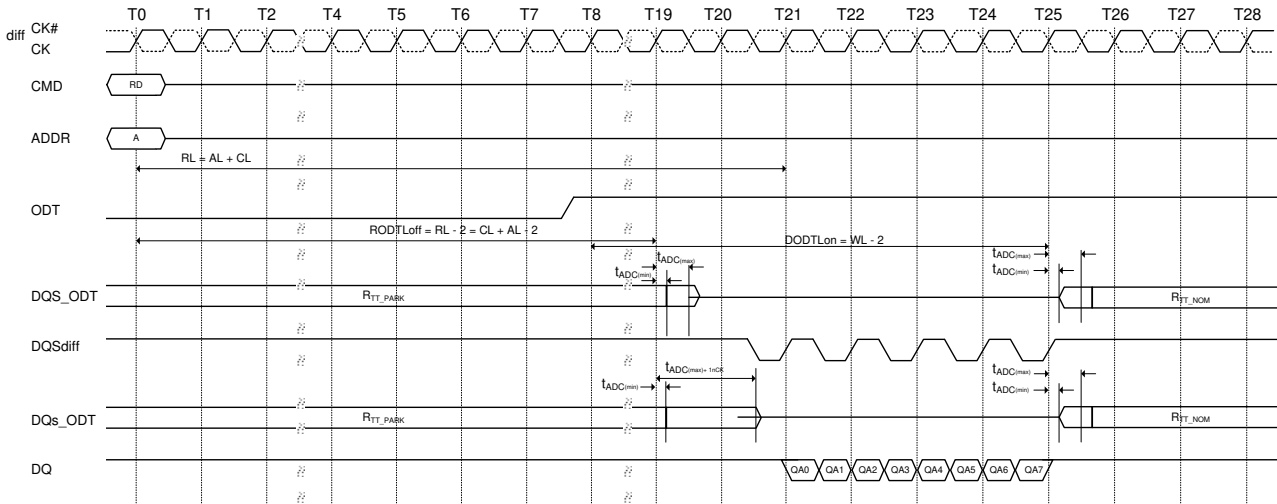 T0 T1 T2 T4 T5 T6 T7 T8 T19 T20 T21 T22 T23 T24 T25 T26 T27 T28
diff CK#
CK
CMD RD
ADDR A
RL = AL + CL
ODT
RODTLoff = RL - 2 = CL + AL - 2
DODTLon = WL - 2
tADC(max) tADC(max)
tADC(min) tADC(min)
DQS_ODT RTT_PARK RTT_NOM
DQSdiff
tADC(max)+ 1nCK tADC(max)
tADC(min) tADC(min)
DQs_ODT RTT_PARK RTT_NOM
DQ QA0 QA1 QA2 QA3 QA4 QA5 QA6 QA7